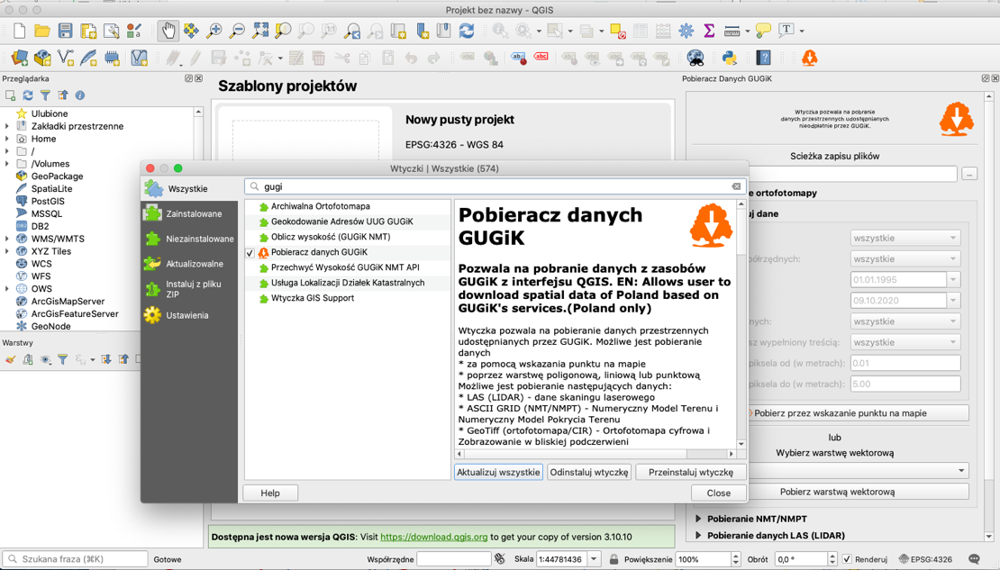 Projekt bez nazwy - QGIS
Przeglądarka
Ulubione
Zakładki przestrzenne
Home
/
/Volumes
GeoPackage
SpatiaLite
PostGIS
MSSQL
DB2
WMS/WMTS
XYZ Tiles
WCS
WFS
OWS
ArcGisMapServer
ArcGisFeatureServer
GeoNode
Warstwy
Szablony projektów
Nowy pusty projekt
EPSG:4326 - WGS 84
Wtyczki | Wszystkie (574)
Wszystkie
Zainstalowane
Niezainstalowane
Aktualizowalne
Instaluj z pliku
ZIP
Ustawienia
gugi
Archiwalna Ortofotomapa
Geokodowanie Adresów UUG GUGiK
Oblicz wysokość (GUGiK NMT)
Pobieracz danych GUGiK
Przechwyć Wysokość GUGiK NMT API
Usługa Lokalizacji Działek Katastralnych
Wtyczka GIS Support
Pobieracz danych
GUGiK
Pozwala na pobranie danych z zasobów
GUGiK z interfejsu QGIS. EN: Allows user to
download spatial data of Poland based on
GUGiK's services.(Poland only)
Wtyczka pozwala na pobieranie danych przestrzennych
udostępnianych przez GUGiK. Możliwe jest pobieranie
danych
* za pomocą wskazania punktu na mapie
* poprzez warstwę poligonową, liniową lub punktową
Możliwe jest pobieranie następujących danych:
* LAS (LIDAR) - dane skaningu laserowego
* ASCII GRID (NMT/NMPT) - Numeryczny Model Terenu i
Numeryczny Model Pokrycia Terenu
* GeoTiff (ortofotomapa/CIR) - Ortofotomapa cyfrowa i
Zobrazowanie w bliskiej podczerwieni
Aktualizuj wszystkie
Odinstaluj wtyczkę
Przeinstaluj wtyczkę
Help
Close
Pobieracz Danych GUGiK
Wtyczka pozwala na pobranie
danych przestrzennych udostępnianych
nieodpłatnie przez GUGiK.
Scieżka zapisu plików
...
e ortofotomapy
uj dane
wszystkie
półrzędnych:
wszystkie
01.01.1995
09.10.2020
nych:
wszystkie
sz wypełniony treścią:
wszystkie
piksela od (w metrach):
0.01
piksela do (w metrach):
5.00
Pobierz przez wskazanie punktu na mapie
lub
Wybierz warstwę wektorową
Pobierz warstwą wektorową
Pobieranie NMT/NMPT
Pobieranie danych LAS (LIDAR)
Dostępna jest nowa wersja QGIS: Visit https://download.qgis.org to get your copy of version 3.10.10
Szukana fraza (⌘K)
Gotowe
Współrzędne
Skala
1:44781436
Powiększenie
100%
Obrót
0,0 °
Renderuj
EPSG:4326